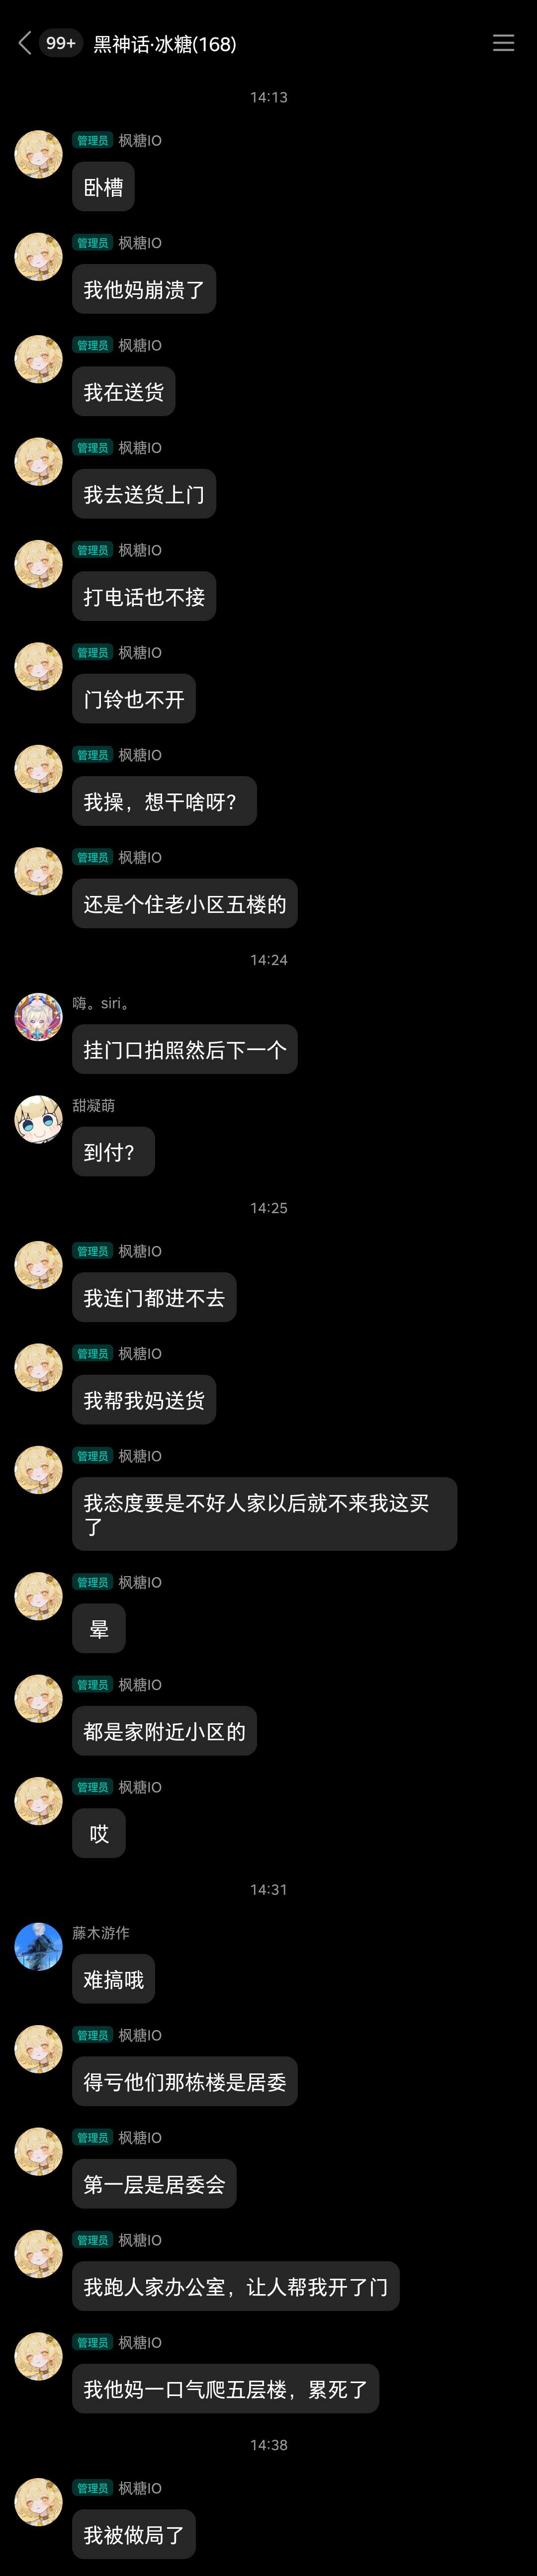 99+ 黑神话·冰糖(168)
14:13
管理员 枫糖IO
卧槽
管理员 枫糖IO
我他妈崩溃了
管理员 枫糖IO
我在送货
管理员 枫糖IO
我去送货上门
管理员 枫糖IO
打电话也不接
管理员 枫糖IO
门铃也不开
管理员 枫糖IO
我操，想干啥呀？
管理员 枫糖IO
还是个住老小区五楼的
14:24
嗨。siri。
挂门口拍照然后下一个
甜凝萌
到付？
14:25
管理员 枫糖IO
我连门都进不去
管理员 枫糖IO
我帮我妈送货
管理员 枫糖IO
我态度要是不好人家以后就不来我这买
了
管理员 枫糖IO
晕
管理员 枫糖IO
都是家附近小区的
管理员 枫糖IO
哎
14:31
藤木游作
难搞哦
管理员 枫糖IO
得亏他们那栋楼是居委
管理员 枫糖IO
第一层是居委会
管理员 枫糖IO
我跑人家办公室，让人帮我开了门
管理员 枫糖IO
我他妈一口气爬五层楼，累死了
14:38
管理员 枫糖IO
我被做局了